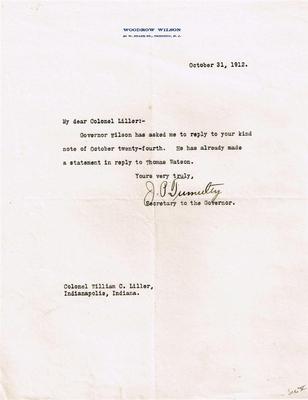 WOODROW WILSON
October 31, 1912.
My dear Colonel Liller:-
Governor Wilson has asked me to reply to your kind
note of October twenty-fourth. He has already made
a statement in reply to Thomas Watson.
Yours very truly,
J. P. Tumulty
Secretary to the Governor.
Colonel William C. Liller,
Indianapolis, Indiana.